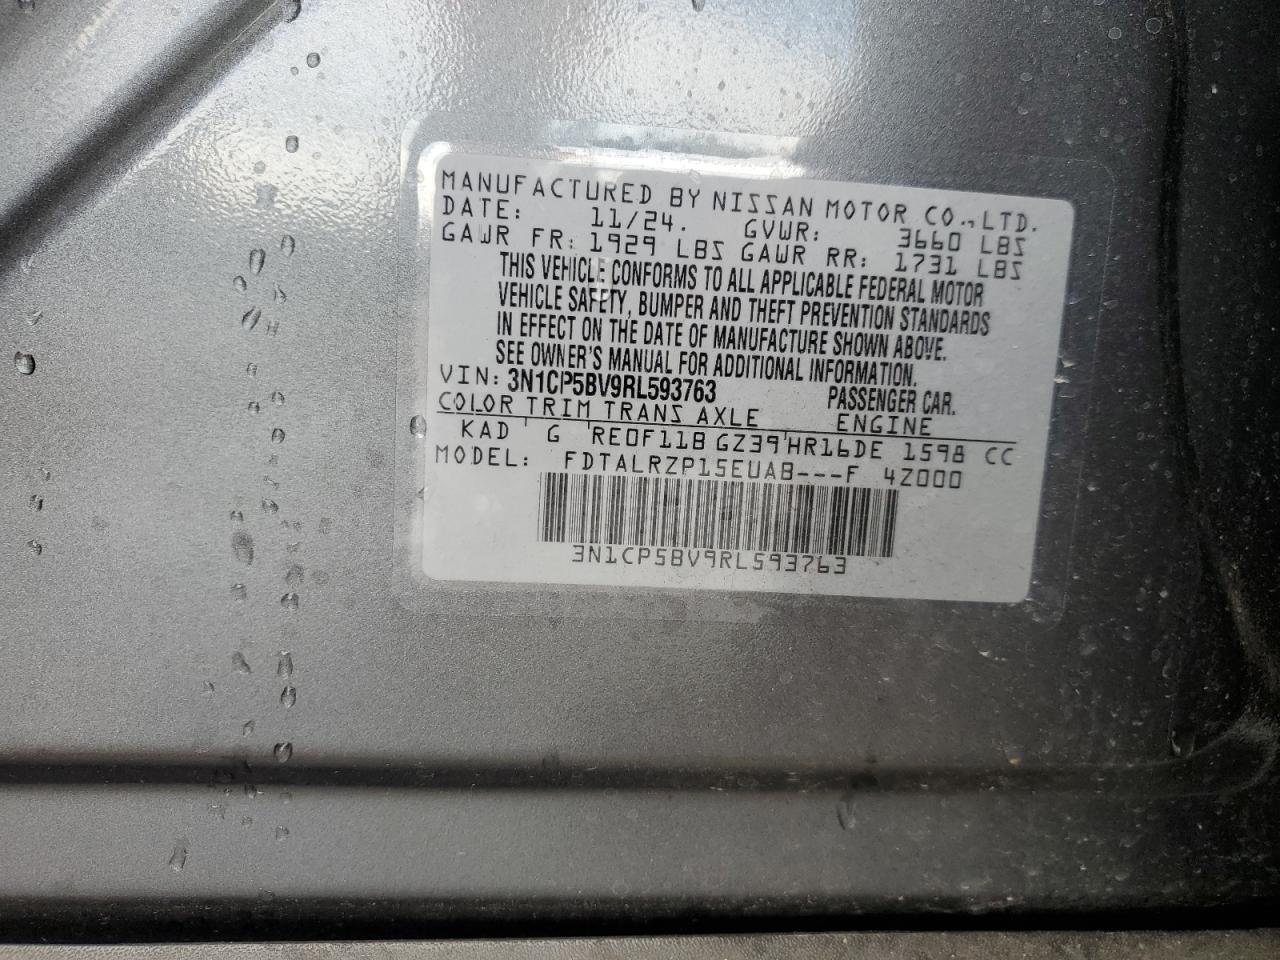 MANUFACTURED BY NISSAN MOTOR CO., LTD.
DATE: 11/24. GVWR: 3660 LBS
GAWR FR: 1929 LBS GAWR RR: 1731 LBS
THIS VEHICLE CONFORMS TO ALL APPLICABLE FEDERAL MOTOR
VEHICLE SAFETY, BUMPER AND THEFT PREVENTION STANDARDS
IN EFFECT ON THE DATE OF MANUFACTURE SHOWN ABOVE.
SEE OWNER'S MANUAL FOR ADDITIONAL INFORMATION.
VIN: 3N1CP5BV9RL593763 PASSENGER CAR.
COLOR TRIM TRANS AXLE ENGINE
KAD G RE0F11B GZ39 HR16DE 1598 CC
MODEL: FDTALRZP15EUAB---F 4Z000
3N1CP5BV9RL593763